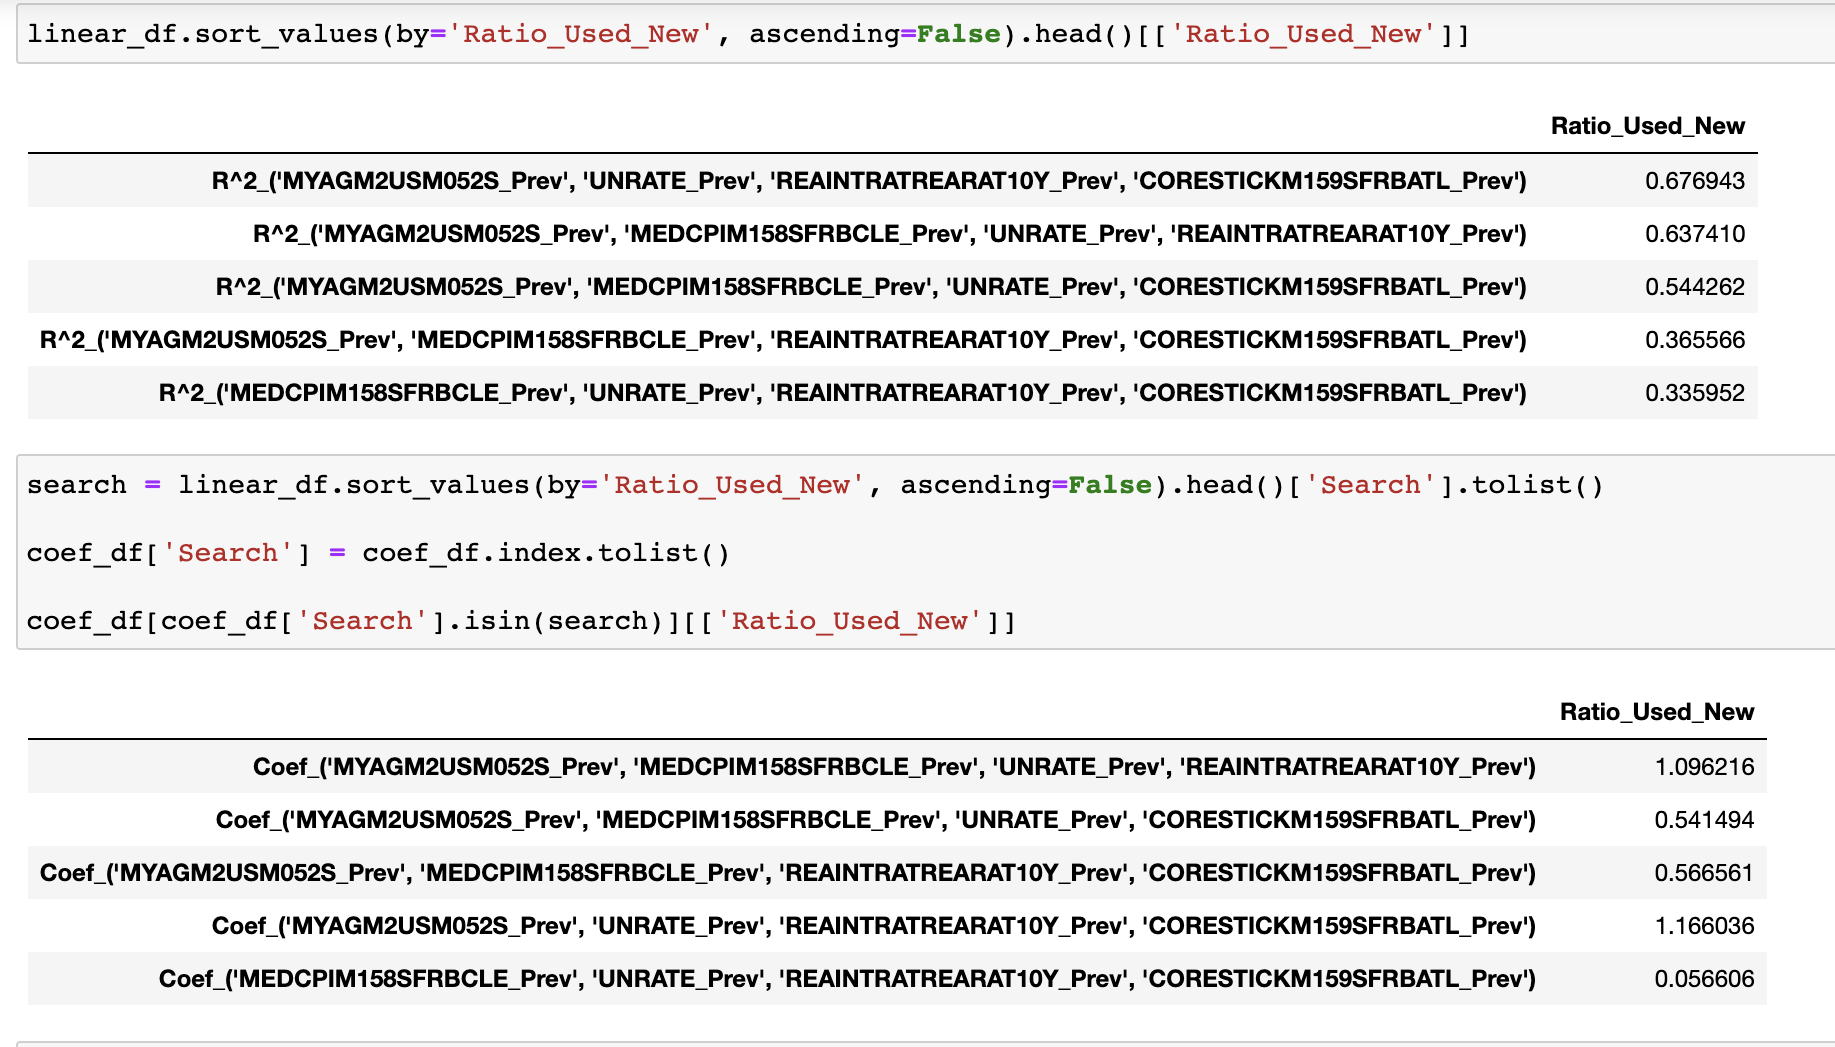 linear_df.sort_values(by='Ratio_Used_New', ascending=False).head()[['Ratio_Used_New']]
Ratio_Used_New
R^2_('MYAGM2USM052S_Prev', 'UNRATE_Prev', 'REAINTRATREARAT10Y_Prev', 'CORESTICKM159SFRBATL_Prev') 0.676943
R^2_('MYAGM2USM052S_Prev', 'MEDCPIM158SFRBCLE_Prev', 'UNRATE_Prev', 'REAINTRATREARAT10Y_Prev') 0.637410
R^2_('MYAGM2USM052S_Prev', 'MEDCPIM158SFRBCLE_Prev', 'UNRATE_Prev', 'CORESTICKM159SFRBATL_Prev') 0.544262
R^2_('MYAGM2USM052S_Prev', 'MEDCPIM158SFRBCLE_Prev', 'REAINTRATREARAT10Y_Prev', 'CORESTICKM159SFRBATL_Prev') 0.365566
R^2_('MEDCPIM158SFRBCLE_Prev', 'UNRATE_Prev', 'REAINTRATREARAT10Y_Prev', 'CORESTICKM159SFRBATL_Prev') 0.335952
search = linear_df.sort_values(by='Ratio_Used_New', ascending=False).head()['Search'].tolist()
coef_df['Search'] = coef_df.index.tolist()
coef_df[coef_df['Search'].isin(search)][['Ratio_Used_New']]
Ratio_Used_New
Coef_('MYAGM2USM052S_Prev', 'MEDCPIM158SFRBCLE_Prev', 'UNRATE_Prev', 'REAINTRATREARAT10Y_Prev') 1.096216
Coef_('MYAGM2USM052S_Prev', 'MEDCPIM158SFRBCLE_Prev', 'UNRATE_Prev', 'CORESTICKM159SFRBATL_Prev') 0.541494
Coef_('MYAGM2USM052S_Prev', 'MEDCPIM158SFRBCLE_Prev', 'REAINTRATREARAT10Y_Prev', 'CORESTICKM159SFRBATL_Prev') 0.566561
Coef_('MYAGM2USM052S_Prev', 'UNRATE_Prev', 'REAINTRATREARAT10Y_Prev', 'CORESTICKM159SFRBATL_Prev') 1.166036
Coef_('MEDCPIM158SFRBCLE_Prev', 'UNRATE_Prev', 'REAINTRATREARAT10Y_Prev', 'CORESTICKM159SFRBATL_Prev') 0.056606